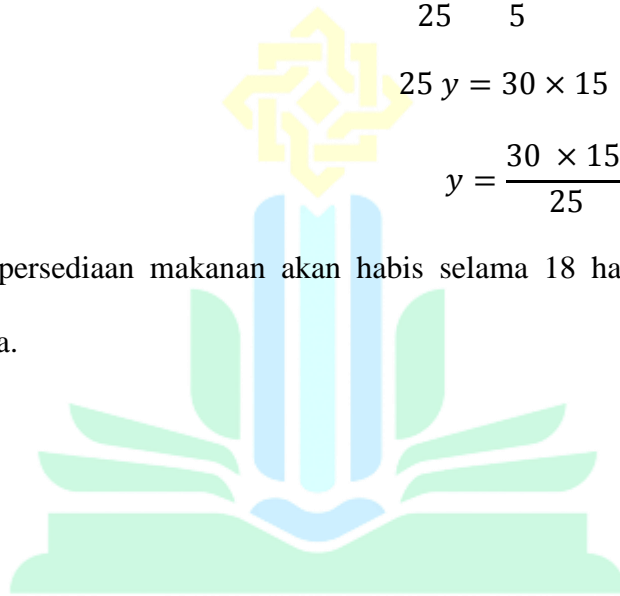 25 5
25 y = 30 × 15
y = 30 × 15 / 25
persediaan makanan akan habis selama 18 ha
a.